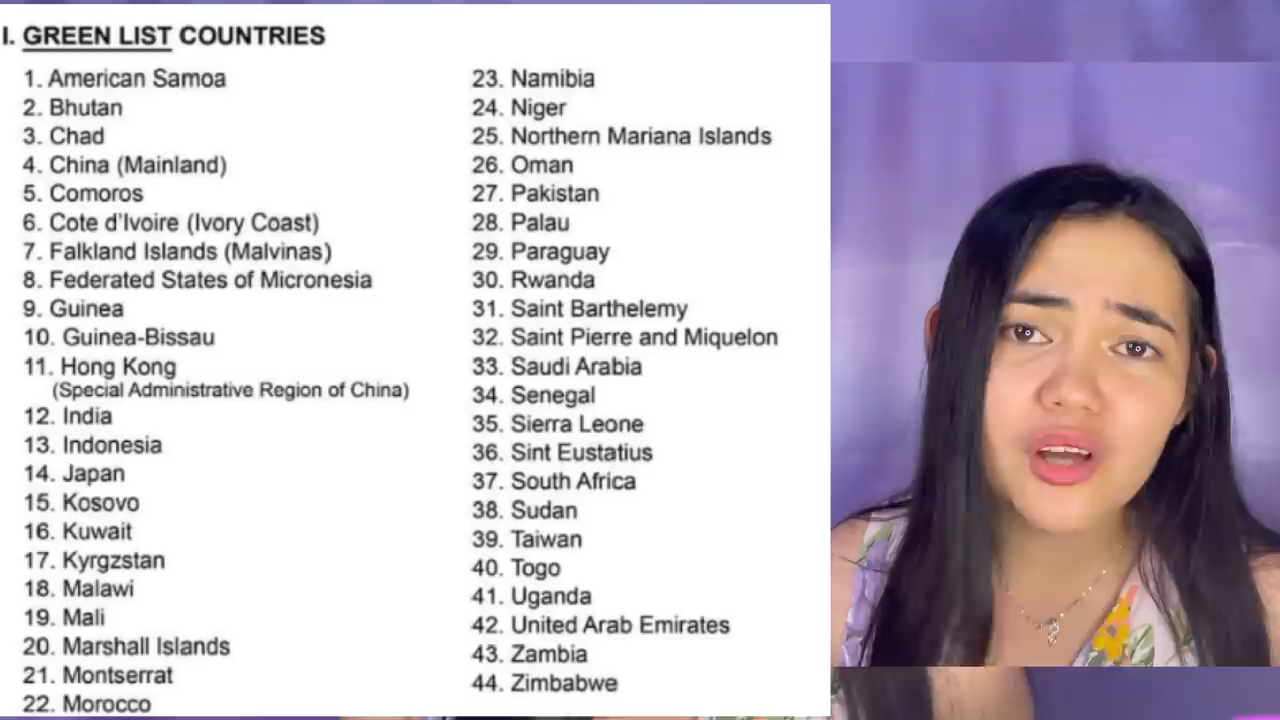 I. GREEN LIST COUNTRIES
1. American Samoa
2. Bhutan
3. Chad
4. China (Mainland)
5. Comoros
6. Cote d'Ivoire (Ivory Coast)
7. Falkland Islands (Malvinas)
8. Federated States of Micronesia
9. Guinea
10. Guinea-Bissau
11. Hong Kong
(Special Administrative Region of China)
12. India
13. Indonesia
14. Japan
15. Kosovo
16. Kuwait
17. Kyrgzstan
18. Malawi
19. Mali
20. Marshall Islands
21. Montserrat
22. Morocco
23. Namibia
24. Niger
25. Northern Mariana Islands
26. Oman
27. Pakistan
28. Palau
29. Paraguay
30. Rwanda
31. Saint Barthelemy
32. Saint Pierre and Miquelon
33. Saudi Arabia
34. Senegal
35. Sierra Leone
36. Sint Eustatius
37. South Africa
38. Sudan
39. Taiwan
40. Togo
41. Uganda
42. United Arab Emirates
43. Zambia
44. Zimbabwe